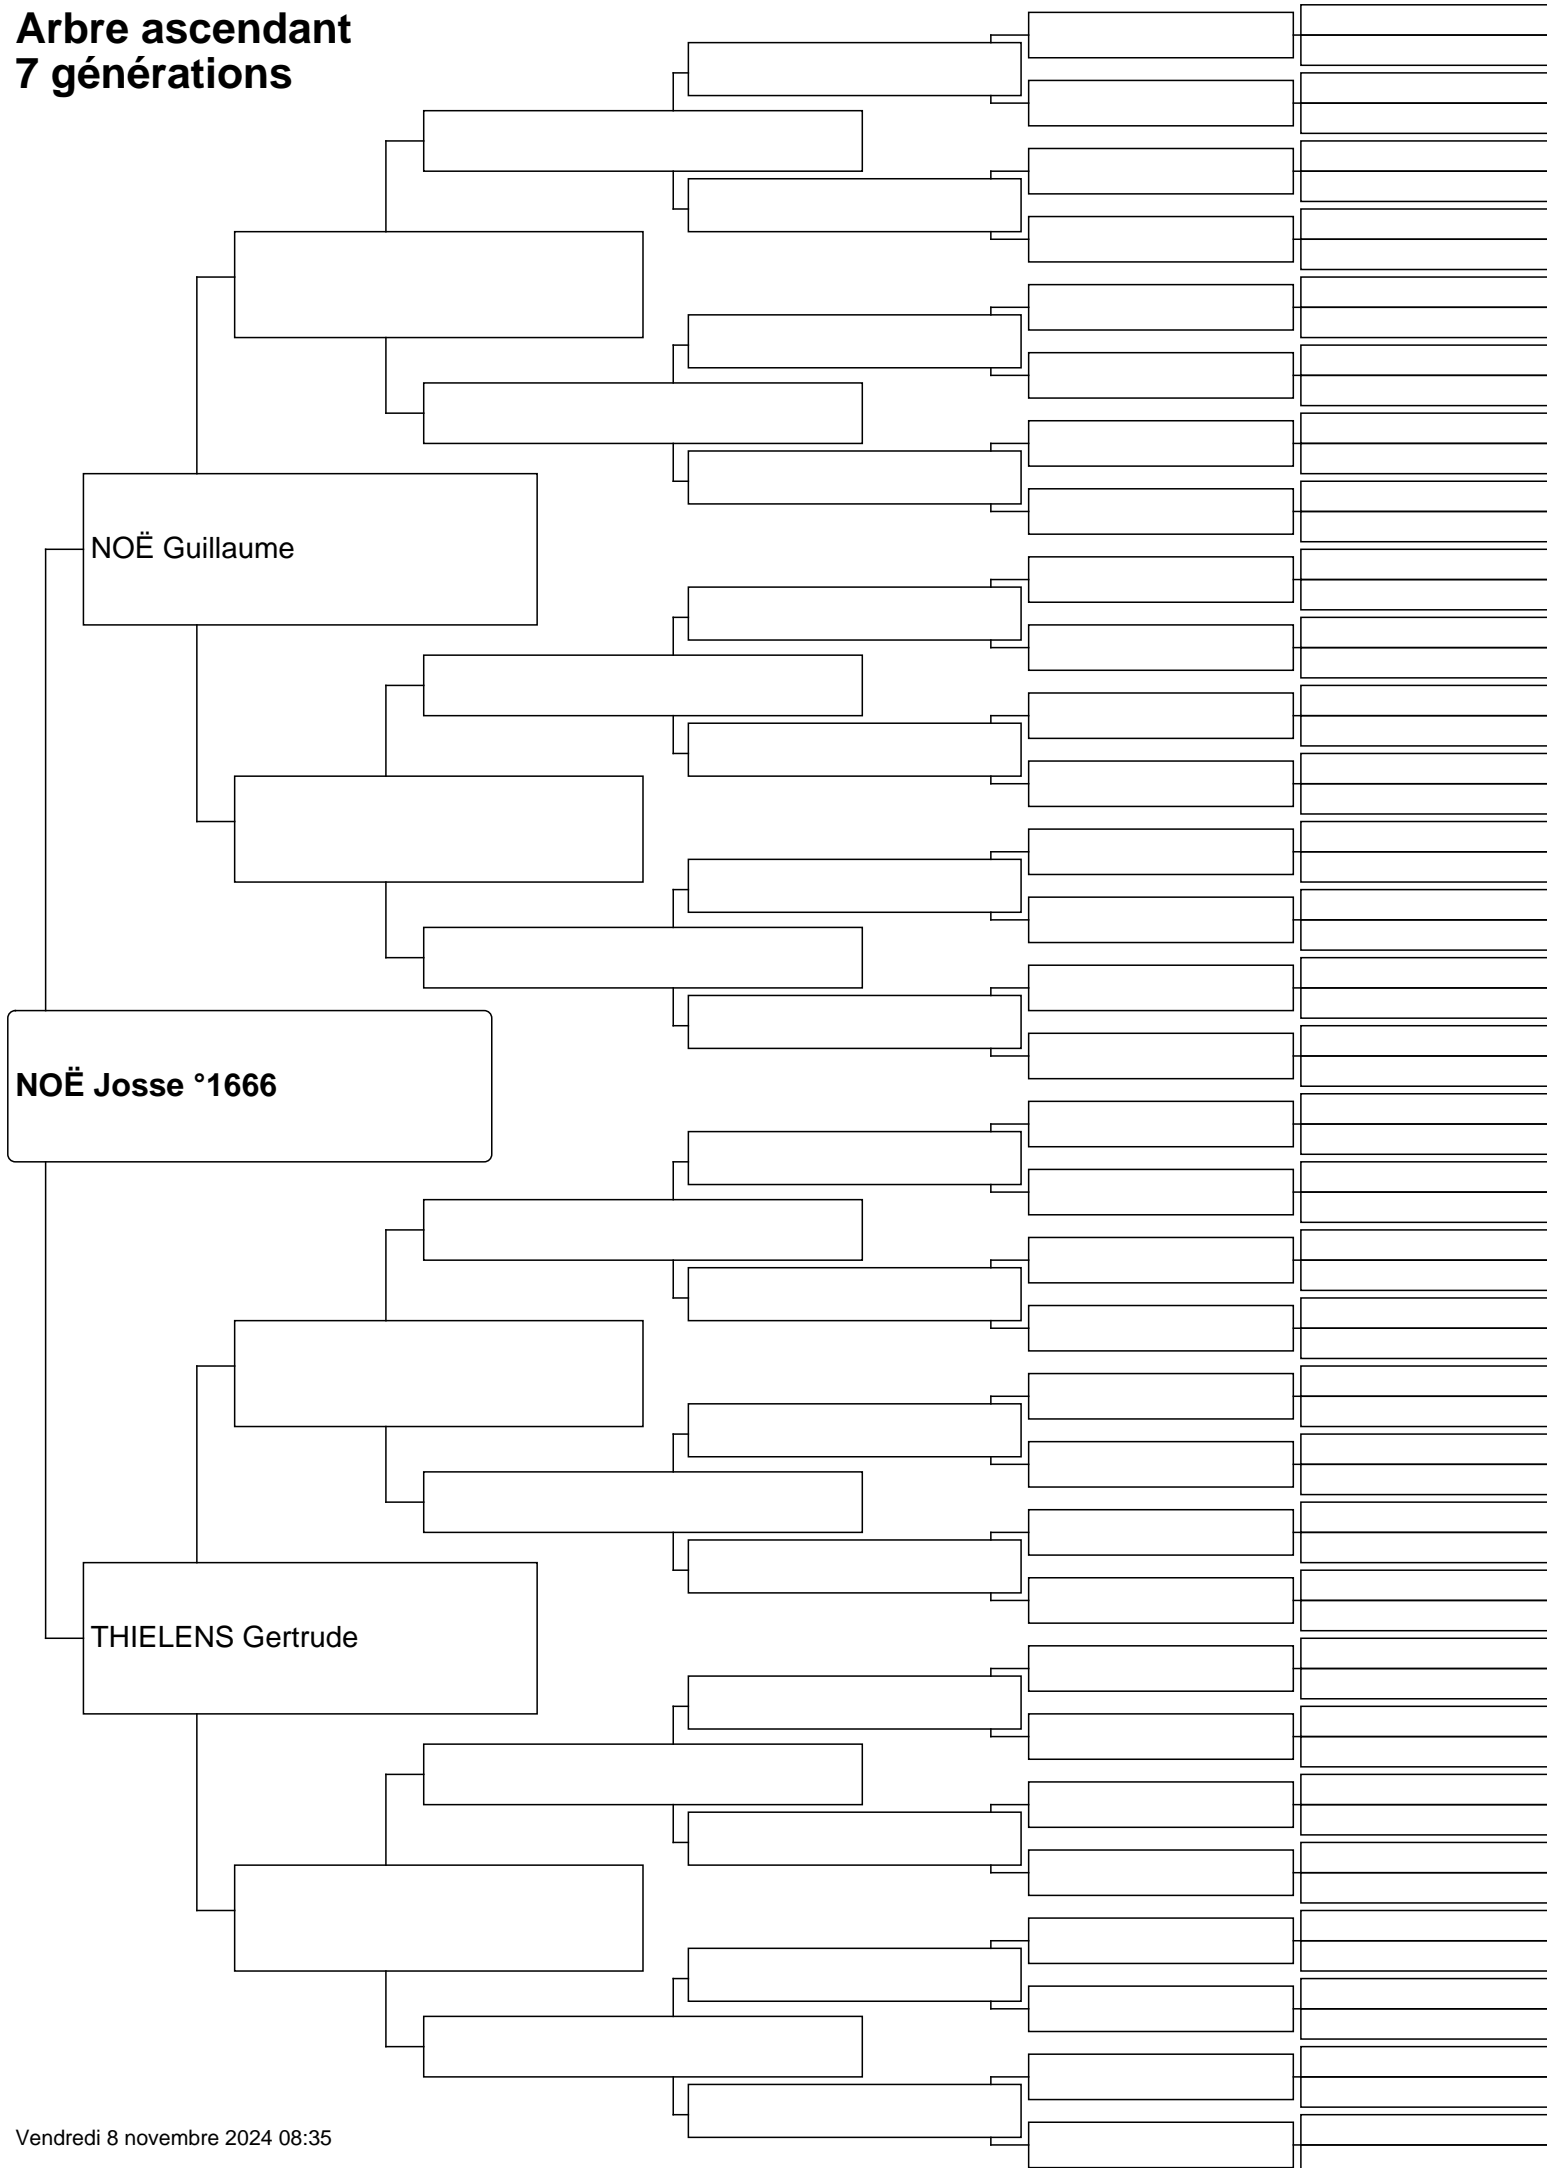 Arbre ascendant
7 générations
NOË Guillaume
NOË Josse °1666
THIELENS Gertrude
Vendredi 8 novembre 2024 08:35